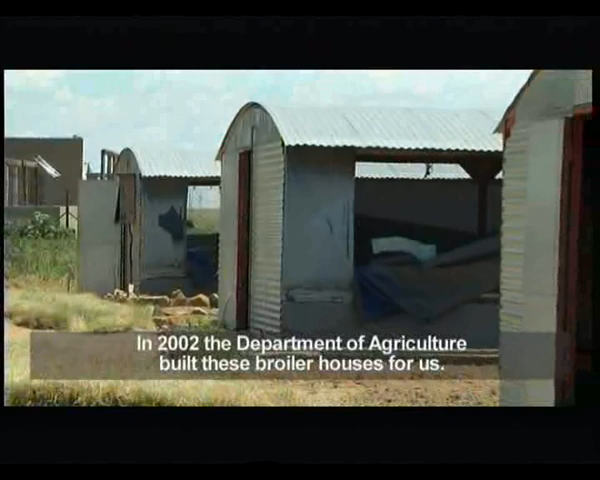 In 2002 the Department of Agriculture
built these broiler houses for us.